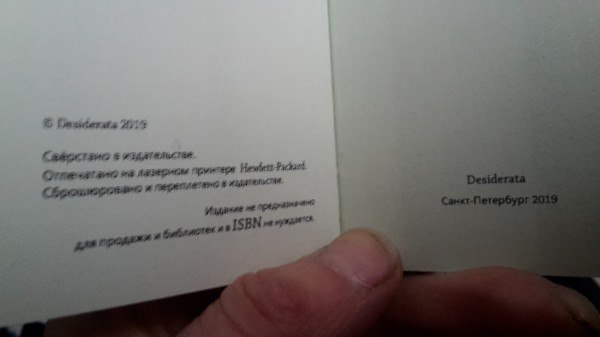 © Desiderata 2019
Свёрстано в издательстве.
Отпечатано на лазерном принтере Hewlett-Packard.
Сброшюровано и переплетено в издательстве.
Издание не предназначено
для продажи и библиотек и в ISBN не нуждается.
Desiderata
Санкт-Петербург 2019